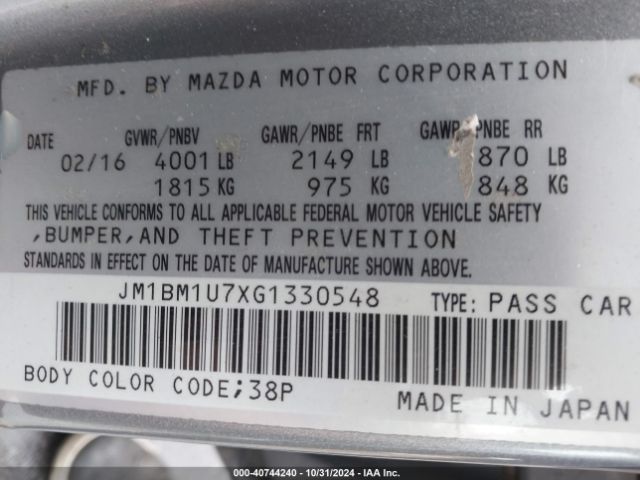 MFD. BY MAZDA MOTOR CORPORATION
DATE GVWR/PNBV GAWR/PNBE FRT GAWR/PNBE RR
02/16 4001 LB 2149 LB 1870 LB
1815 KG 975 KG 848 KG
THIS VEHICLE CONFORMS TO ALL APPLICABLE FEDERAL MOTOR VEHICLE SAFETY
,BUMPER,AND THEFT PREVENTION
STANDARDS IN EFFECT ON THE DATE OF MANUFACTURE SHOWN ABOVE.
JM1BM1U7XG1330548 TYPE: PASS CAR
BODY COLOR CODE;38P
MADE IN JAPAN
000-40744240 - 10/31/2024 - IAA Inc.